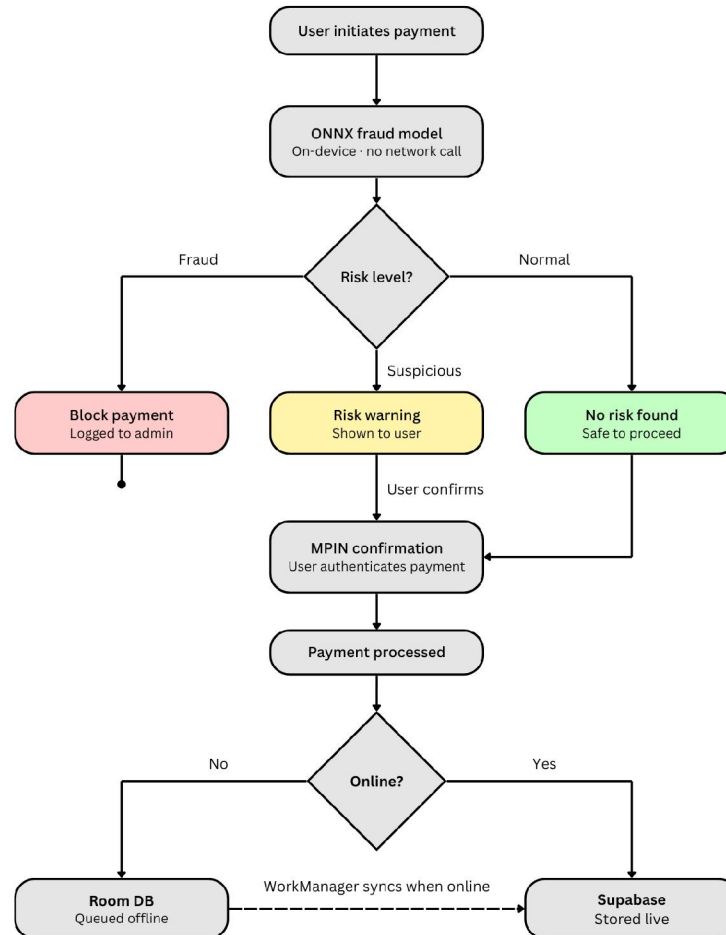 User initiates payment
ONNX fraud model
On-device · no network call
Risk level?
Fraud
Normal
Suspicious
Block payment
Logged to admin
Risk warning
Shown to user
No risk found
Safe to proceed
User confirms
MPIN confirmation
User authenticates payment
Payment processed
Online?
No
Yes
WorkManager syncs when online
Room DB
Queued offline
Supabase
Stored live